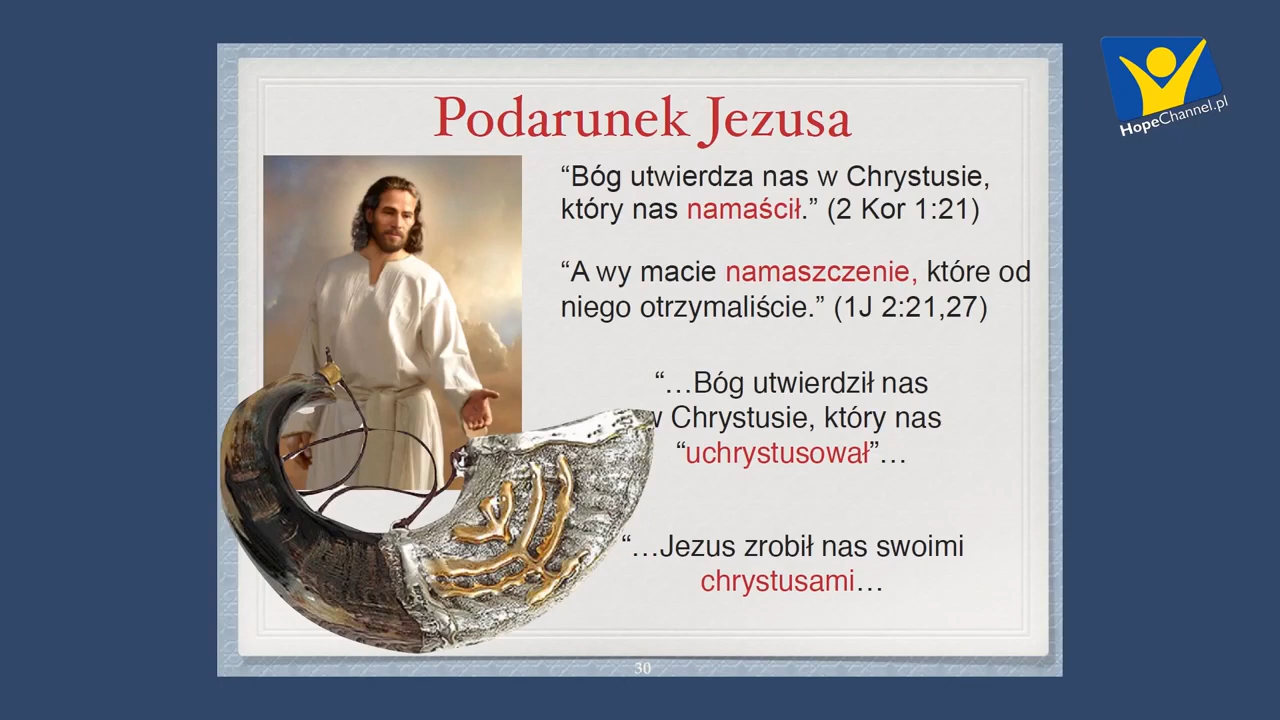 Podarunek Jezusa
“Bóg utwierdza nas w Chrystusie,
który nas namaścił.” (2 Kor 1:21)
“A wy macie namaszczenie, które od
niego otrzymaliście.” (1J 2:21,27)
“…Bóg utwierdził nas
w Chrystusie, który nas
“uchrystusował”…
“…Jezus zrobił nas swoimi
chrystusami…
30
HopeChannel.pl